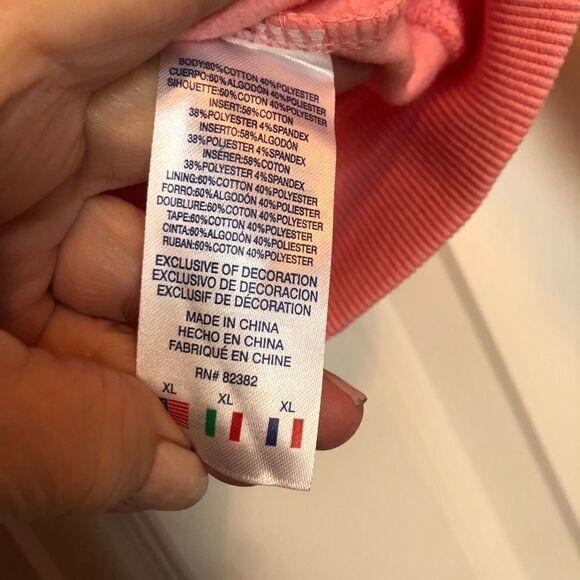 BODY:60%COTTON 40%POLYESTER
CUERPO:60%ALGODON 40%POLIESTER
SILHOUETTE:60%COTON 40%POLYESTER
INSERT:58%COTTON
38%POLYESTER 4%SPANDEX
INSERTO:58%ALGODÓN
38%POLIESTER 4%SPANDEX
INSÉRER:58%COTON
38%POLYESTER 4%SPANDEX
LINING:60%COTTON 40%POLYESTER
FORRO:60%ALGODON 40%POLIESTER
DOUBLURE:60%COTON 40%POLYESTER
TAPE:60%COTTON 40%POLYESTER
CINTA:60%ALGODÓN 40%POLIESTER
RUBAN:60%COTON 40%POLYESTER
EXCLUSIVE OF DECORATION
EXCLUSIVO DE DECORACION
EXCLUSIF DE DÉCORATION
MADE IN CHINA
HECHO EN CHINA
FABRIQUÉ EN CHINE
RN# 82382
XL XL XL